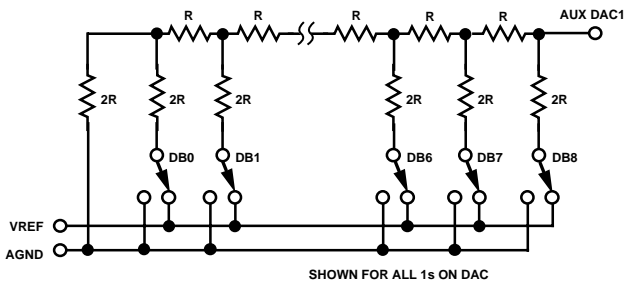 R R R R R AUX DAC1
2R 2R 2R 2R 2R 2R
DB0 DB1 DB6 DB7 DB8
VREF
AGND
SHOWN FOR ALL 1s ON DAC